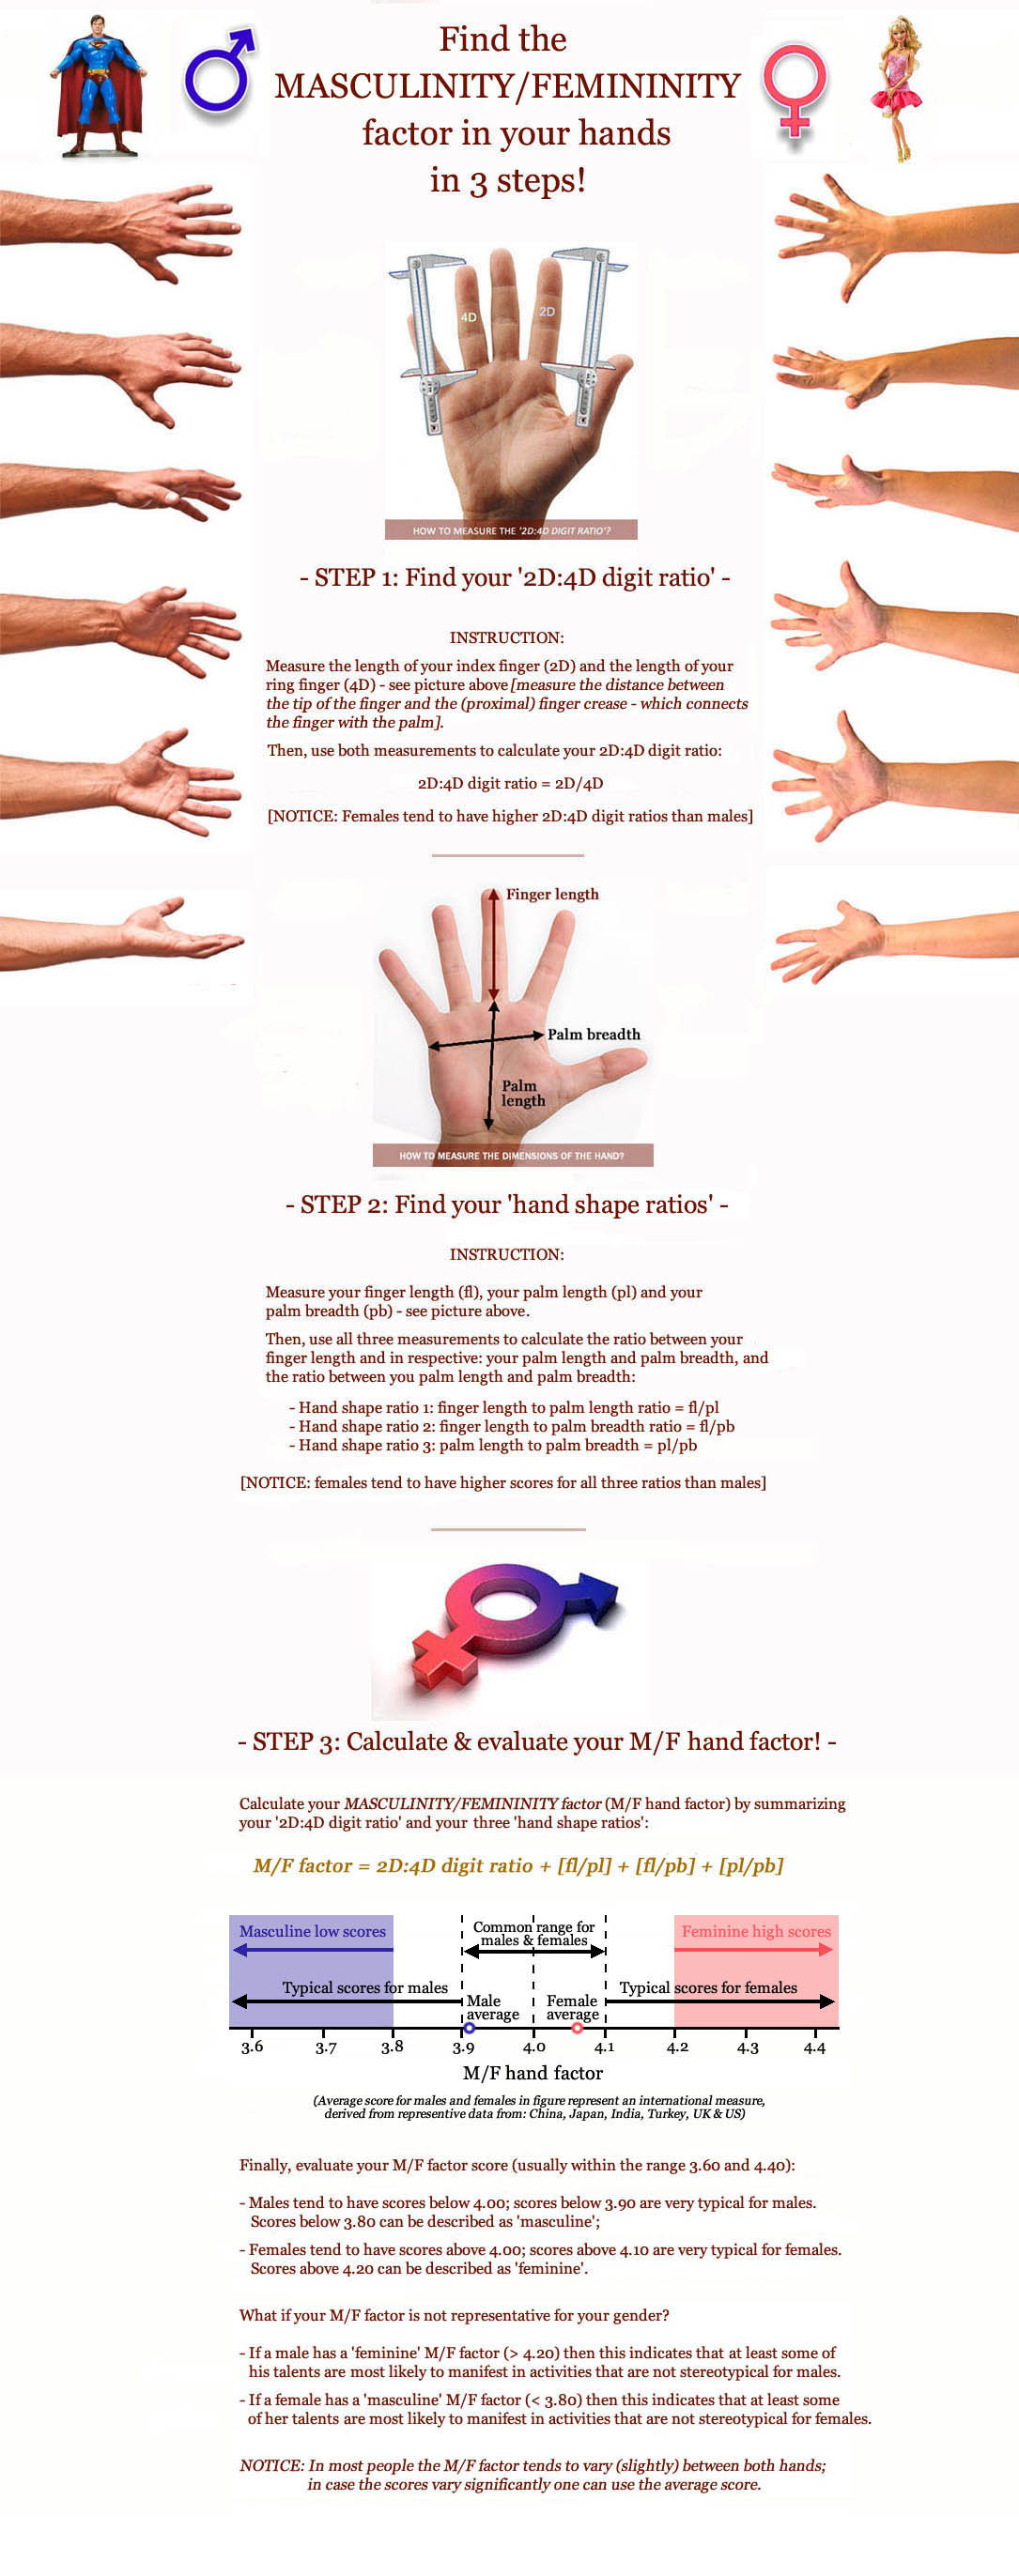 Find the
MASCULINITY/FEMININITY
factor in your hands
in 3 steps!
4D
2D
HOW TO MEASURE THE '2D:4D DIGIT RATIO'?
- STEP 1: Find your '2D:4D digit ratio' -
INSTRUCTION:
Measure the length of your index finger (2D) and the length of your
ring finger (4D) - see picture above [measure the distance between
the tip of the finger and the (proximal) finger crease - which connects
the finger with the palm].
Then, use both measurements to calculate your 2D:4D digit ratio:
2D:4D digit ratio = 2D/4D
[NOTICE: Females tend to have higher 2D:4D digit ratios than males]
Finger length
Palm breadth
Palm
length
HOW TO MEASURE THE DIMENSIONS OF THE HAND?
- STEP 2: Find your 'hand shape ratios' -
INSTRUCTION:
Measure your finger length (fl), your palm length (pl) and your
palm breadth (pb) - see picture above.
Then, use all three measurements to calculate the ratio between your
finger length and in respective: your palm length and palm breadth, and
the ratio between you palm length and palm breadth:
- Hand shape ratio 1: finger length to palm length ratio = fl/pl
- Hand shape ratio 2: finger length to palm breadth ratio = fl/pb
- Hand shape ratio 3: palm length to palm breadth = pl/pb
[NOTICE: females tend to have higher scores for all three ratios than males]
- STEP 3: Calculate & evaluate your M/F hand factor! -
Calculate your MASCULINITY/FEMININITY factor (M/F hand factor) by summarizing
your '2D:4D digit ratio' and your three 'hand shape ratios':
M/F factor = 2D:4D digit ratio + [fl/pl] + [fl/pb] + [pl/pb]
Masculine low scores
Common range for
males & females
Feminine high scores
Typical scores for males
Typical scores for females
Male
average
Female
average
3.6 3.7 3.8 3.9 4.0 4.1 4.2 4.3 4.4
M/F hand factor
(Average score for males and females in figure represent an international measure,
derived from representive data from: China, Japan, India, Turkey, UK & US)
Finally, evaluate your M/F factor score (usually within the range 3.60 and 4.40):
- Males tend to have scores below 4.00; scores below 3.90 are very typical for males.
Scores below 3.80 can be described as 'masculine';
- Females tend to have scores above 4.00; scores above 4.10 are very typical for females.
Scores above 4.20 can be described as 'feminine'.
What if your M/F factor is not representative for your gender?
- If a male has a 'feminine' M/F factor (> 4.20) then this indicates that at least some of
his talents are most likely to manifest in activities that are not stereotypical for males.
- If a female has a 'masculine' M/F factor (< 3.80) then this indicates that at least some
of her talents are most likely to manifest in activities that are not stereotypical for females.
NOTICE: In most people the M/F factor tends to vary (slightly) between both hands;
in case the scores vary significantly one can use the average score.